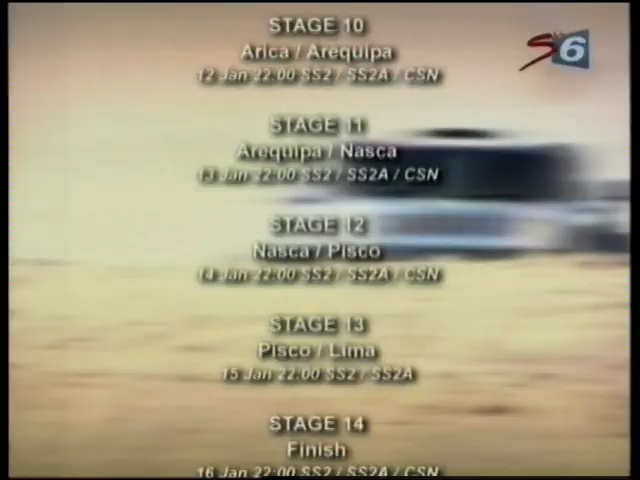 STAGE 10
Arica / Arequipa
12 Jan 22:00 SS2 / SS2A / CSN
S 6
STAGE 11
Arequipa / Nasca
13 Jan 22:00 SS2 / SS2A / CSN
STAGE 12
Nasca / Pisco
14 Jan 22:00 SS2 / SS2A / CSN
STAGE 13
Pisco / Lima
15 Jan 22:00 SS2 / SS2A
STAGE 14
Finish
16 Jan 22:00 SS2 / SS2A / CSN